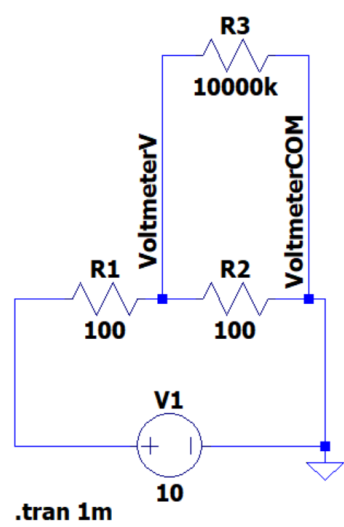 R3
10000k
VoltmeterV
VoltmeterCOM
R1
R2
100
100
V1
10
.tran 1m